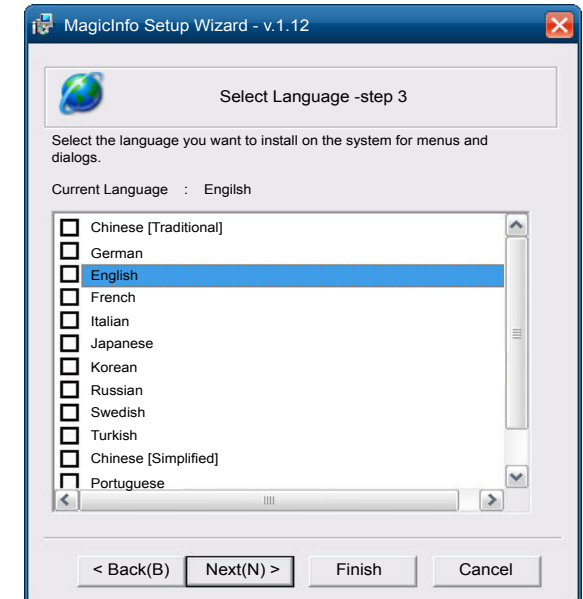 MagicInfo Setup Wizard - v.1.12
Select Language -step 3
Select the language you want to install on the system for menus and
dialogs.
Current Language : Engilsh
Chinese [Traditional]
German
English
French
Italian
Japanese
Korean
Russian
Swedish
Turkish
Chinese [Simplified]
Portuguese
< Back(B) Next(N) > Finish Cancel